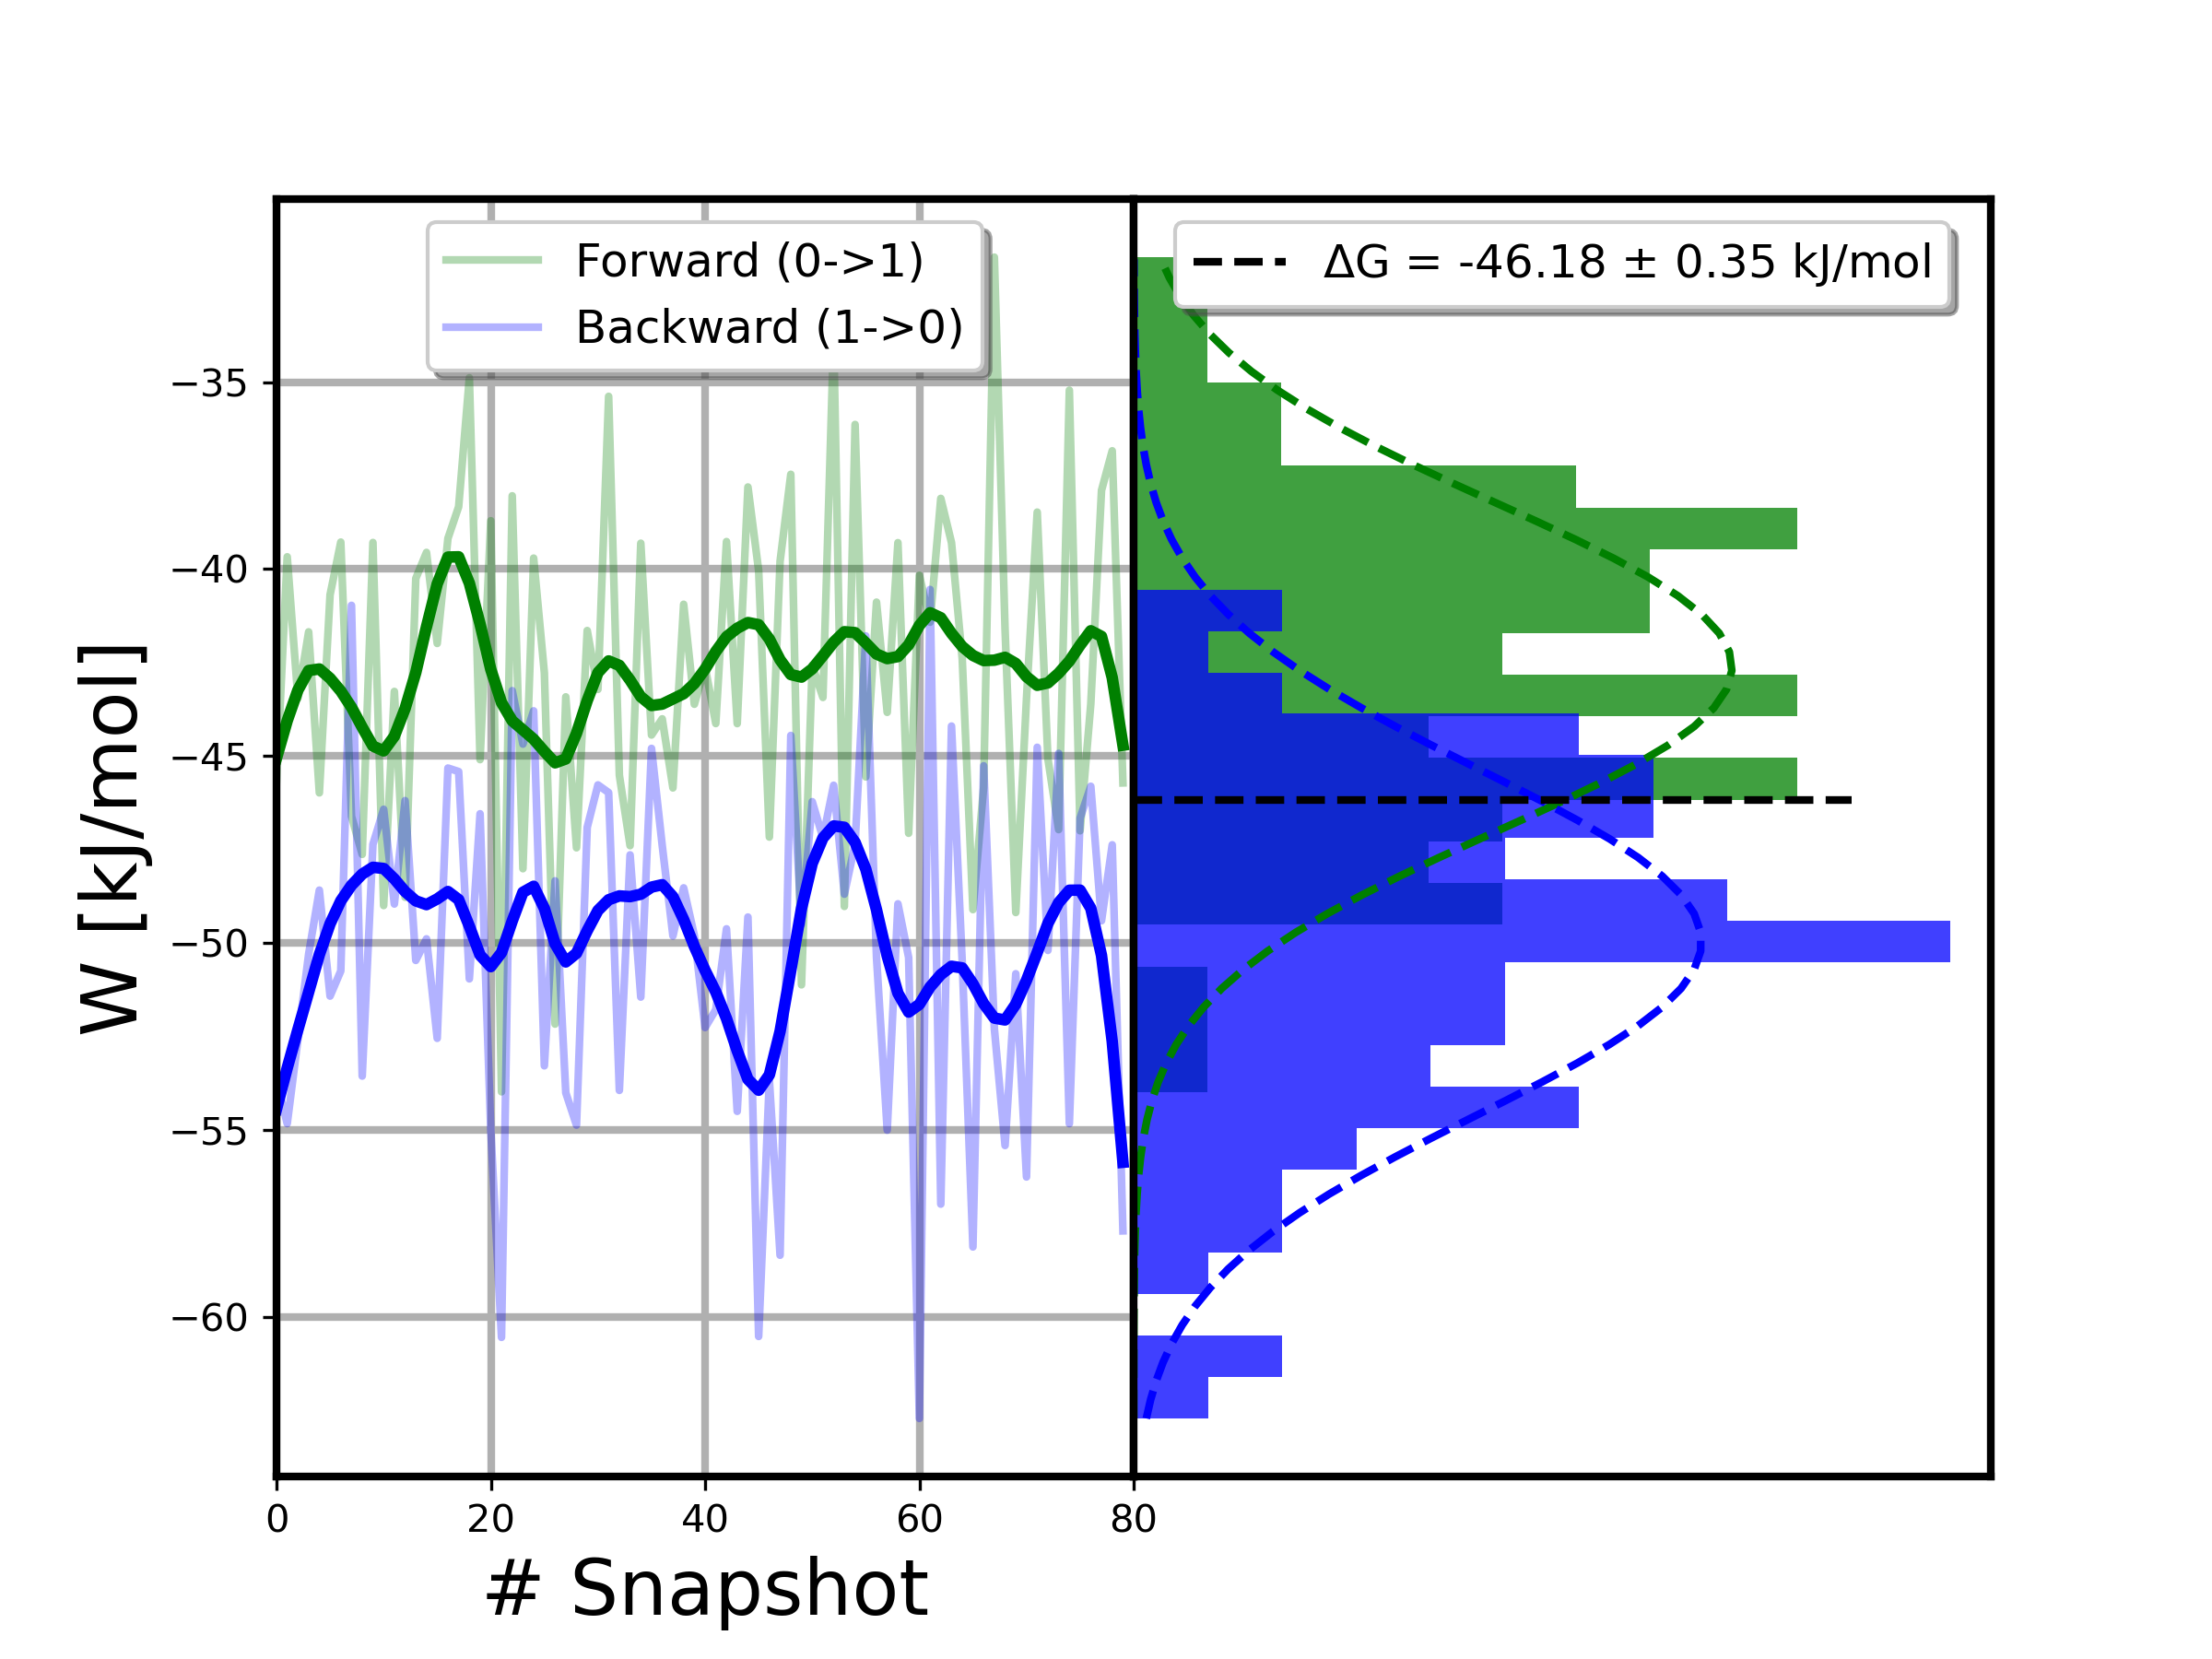 Forward (0->1)
Backward (1->0)
ΔG = -46.18 ± 0.35 kJ/mol
W [kJ/mol]
−35
−40
−45
−50
−55
−60
0 20 40 60 80
# Snapshot